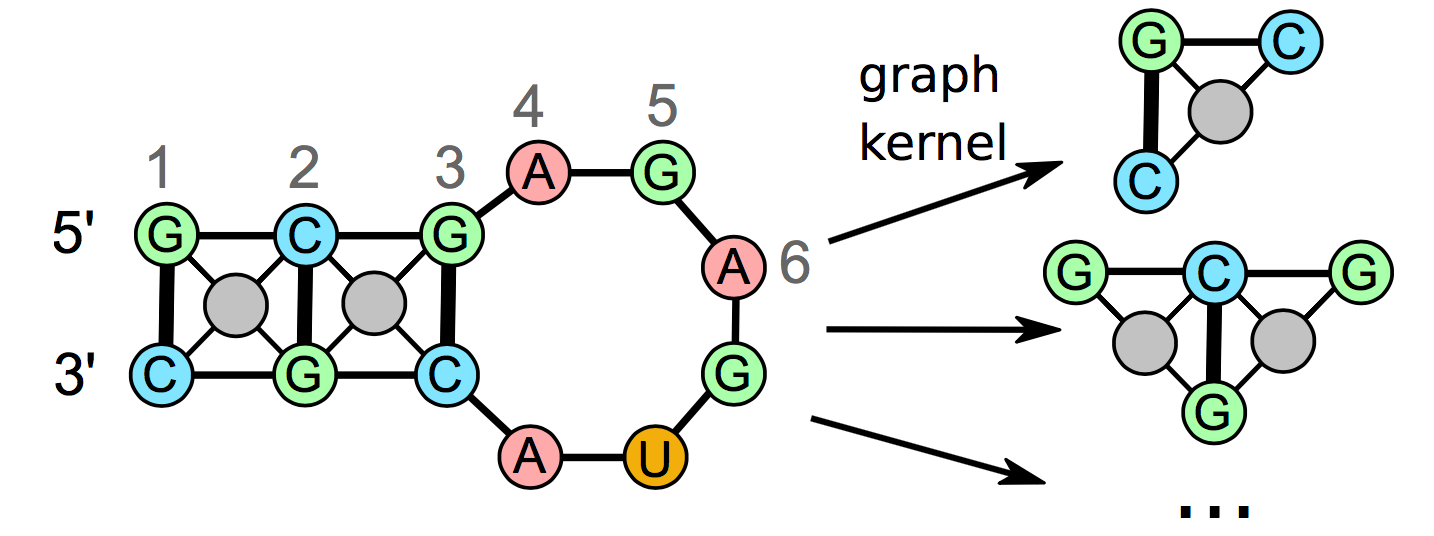 1 2 3 4 5
5' G C G A G
A 6
3' C G C G
A U
graph
kernel
G C
C
G C G
G
...